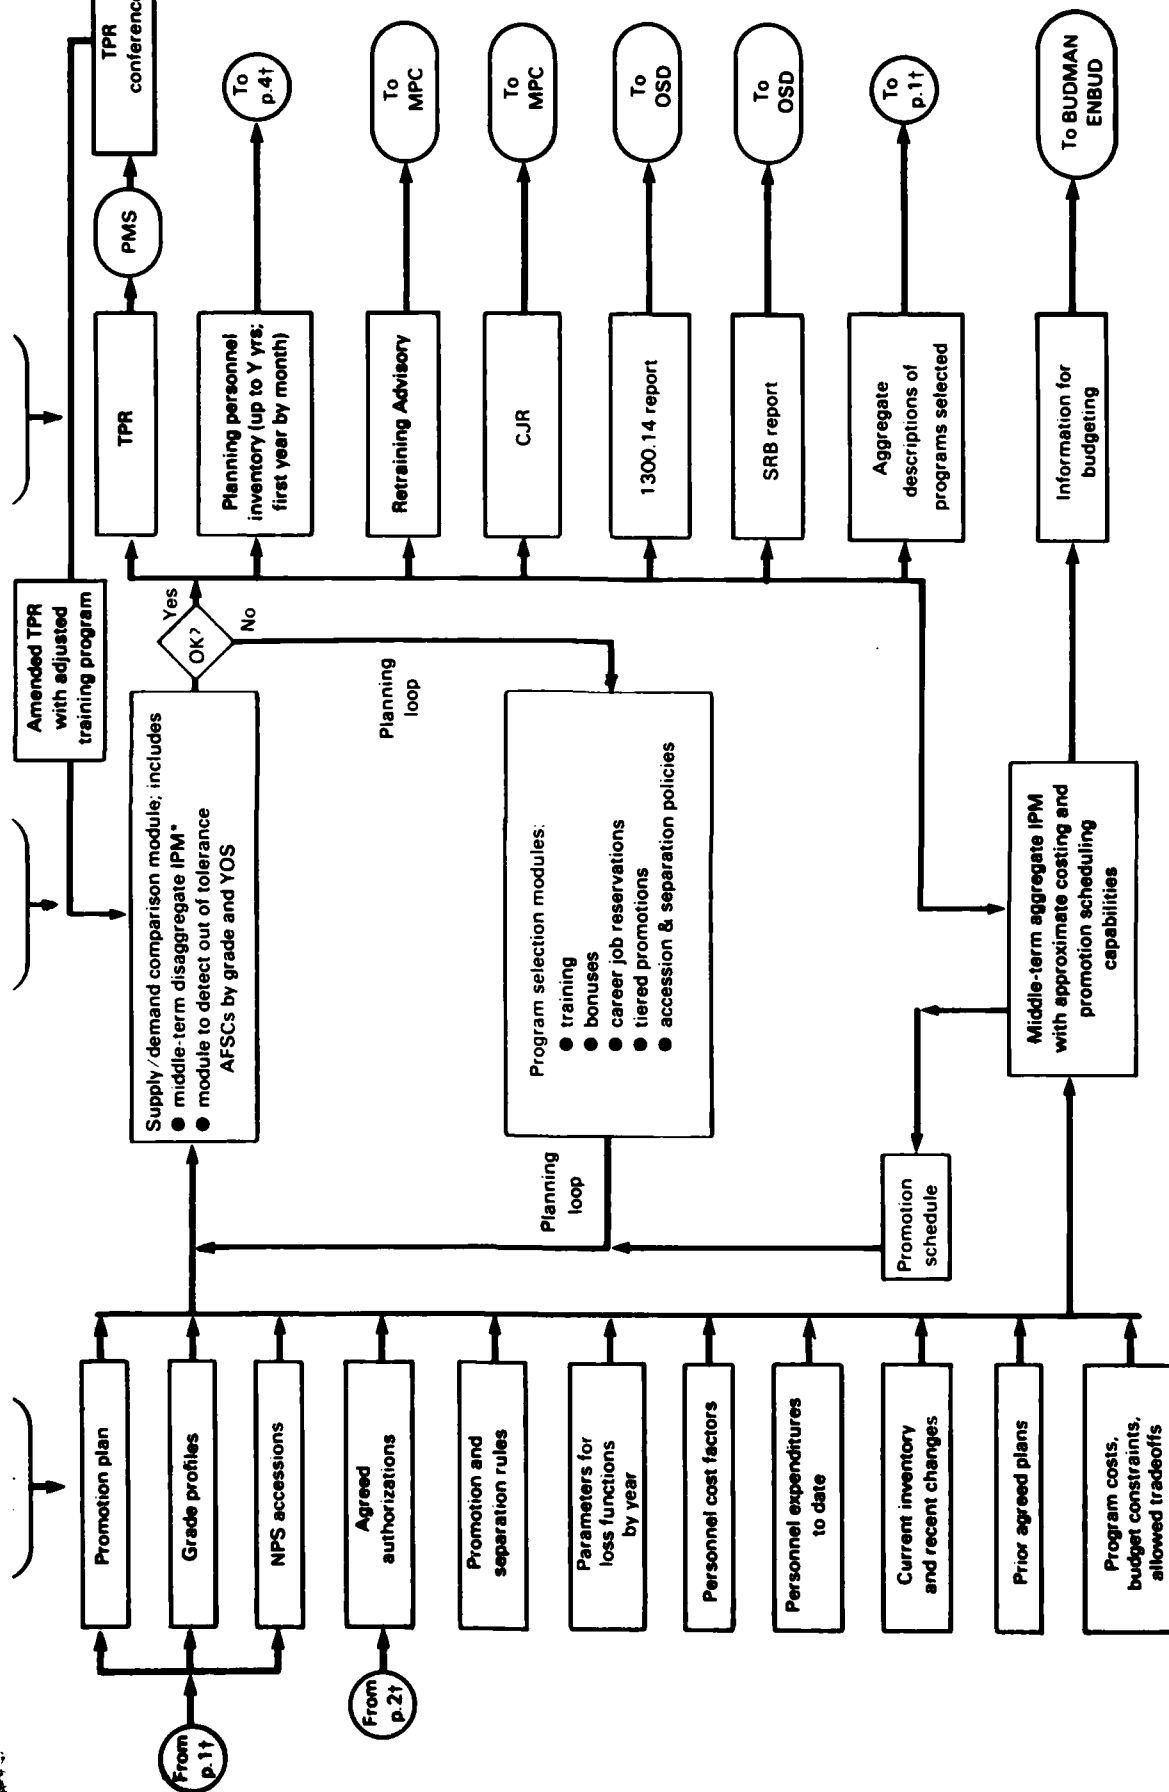 From
p.1†
From
p.2†
Promotion plan
Grade profiles
NPS accessions
Agreed
authorizations
Promotion and
separation rules
Parameters for
loss functions
by year
Personnel cost factors
Personnel expenditures
to date
Current inventory
and recent changes
Prior agreed plans
Program costs,
budget constraints,
allowed tradeoffs
Amended TPR
with adjusted
training program
Supply/demand comparison module; includes
● middle-term disaggregate IPM*
● module to detect out of tolerance
AFSCs by grade and YOS
OK?
Yes
No
Planning
loop
Program selection modules:
● training
● bonuses
● career job reservations
● tiered promotions
● accession & separation policies
Planning
loop
Promotion
schedule
Middle-term aggregate IPM
with approximate costing and
promotion scheduling
capabilities
TPR
PMS
TPR
conference
Planning personnel
inventory (up to Y yrs;
first year by month)
To
p.4†
Retraining Advisory
To
MPC
CJR
To
MPC
1300.14 report
To
OSD
SRB report
To
OSD
Aggregate
descriptions of
programs selected
To
p.1†
Information for
budgeting
To BUDMAN
ENBUD